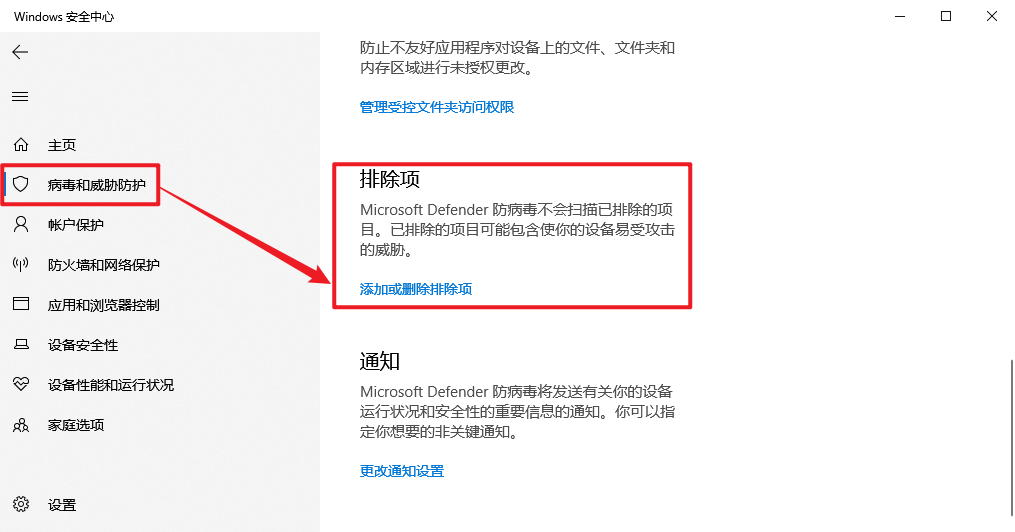 Windows 安全中心
主页
病毒和威胁防护
帐户保护
防火墙和网络保护
应用和浏览器控制
设备安全性
设备性能和运行状况
家庭选项
设置
防止不友好应用程序对设备上的文件、文件夹和
内存区域进行未授权更改。
管理受控文件夹访问权限
排除项
Microsoft Defender 防病毒不会扫描已排除的项
目。已排除的项目可能包含使你的设备易受攻击
的威胁。
添加或删除排除项
通知
Microsoft Defender 防病毒将发送有关你的设备
运行状况和安全性的重要信息的通知。你可以指
定你想要的非关键通知。
更改通知设置